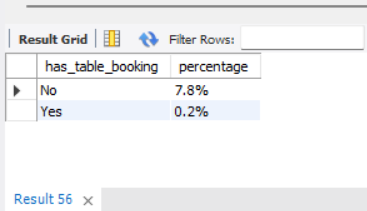 Result Grid Filter Rows:
has_table_booking percentage
No 7.8%
Yes 0.2%
Result 56 ×